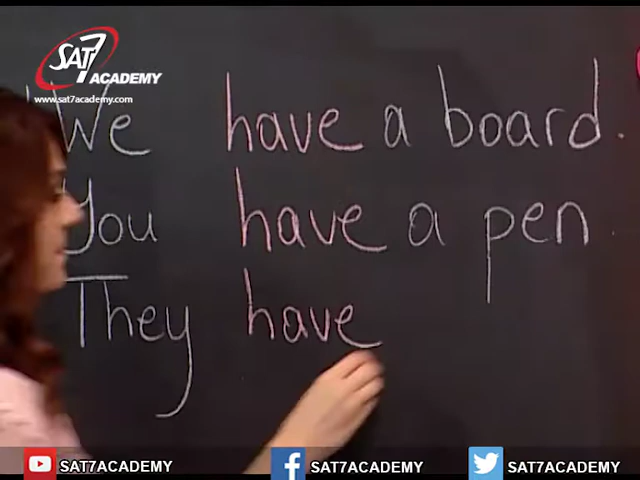 SAT7 ACADEMY
www.sat7academy.com
We have a board.
You have a pen
They have
SAT7ACADEMY SAT7ACADEMY SAT7ACADEMY